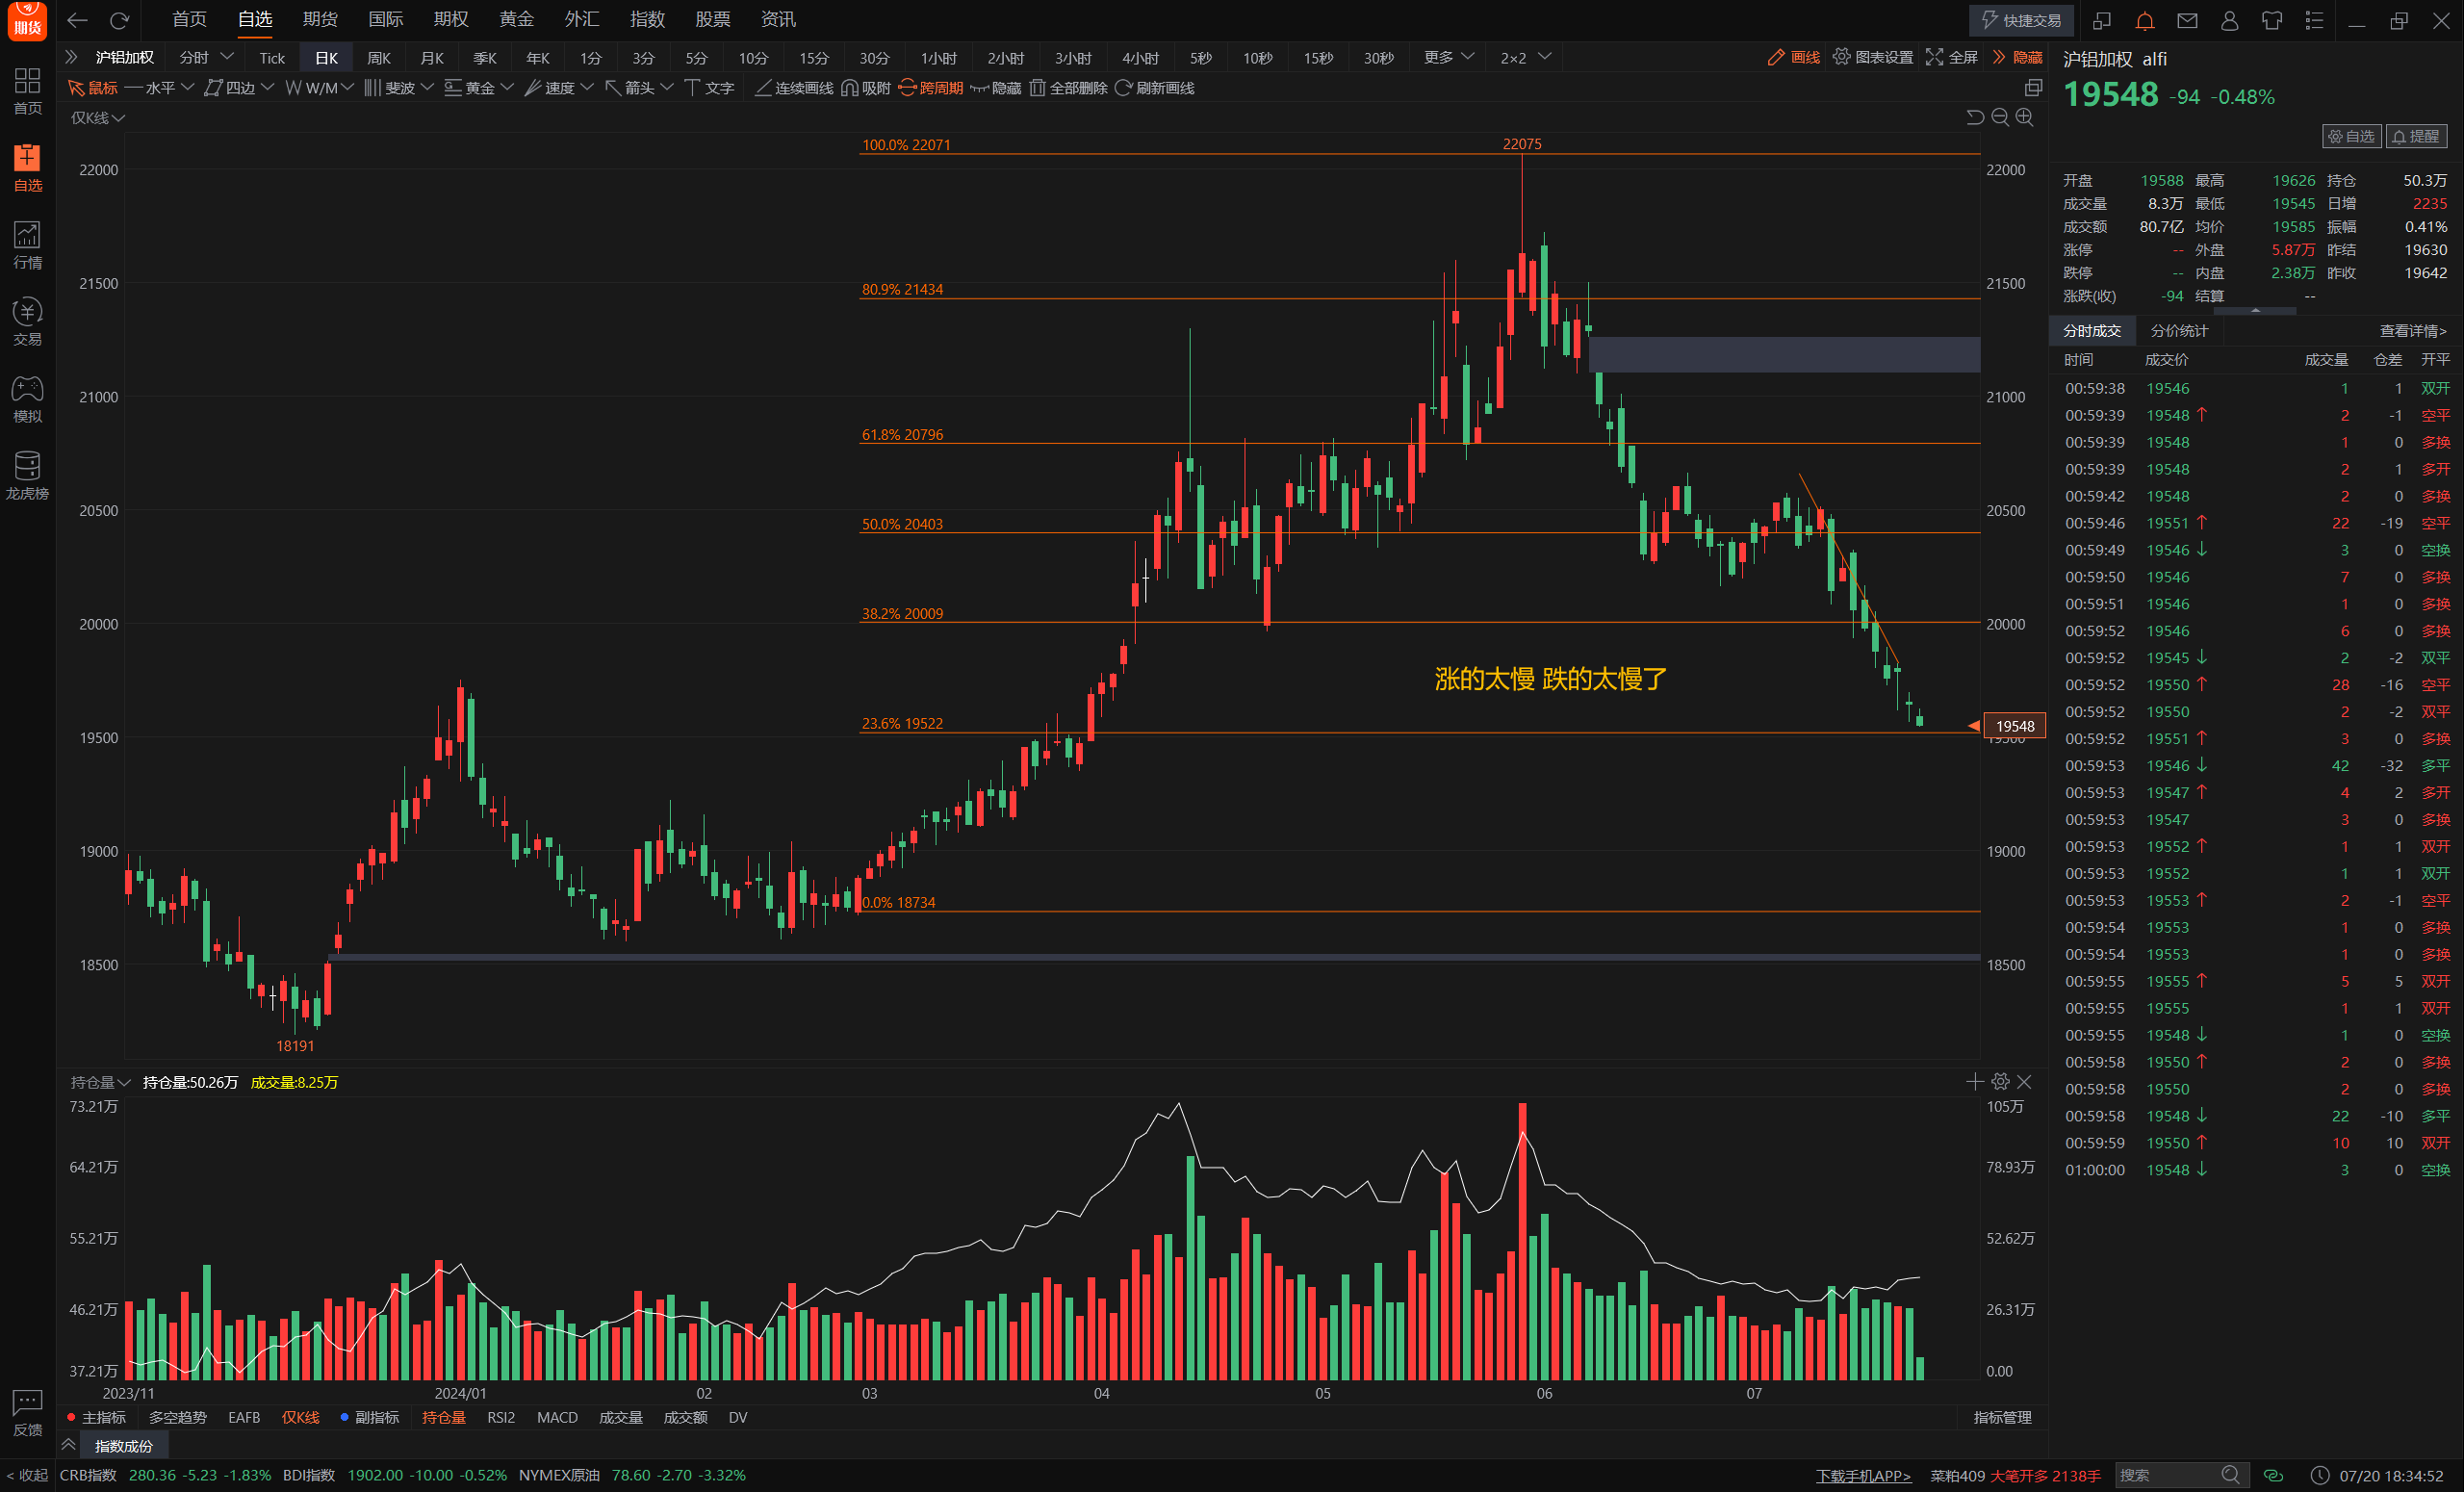 期货
首页 自选 期货 国际 期权 黄金 外汇 指数 股票 资讯 快捷交易
沪铝加权 分时 Tick 日K 周K 月K 季K 年K 1分 3分 5分 10分 15分 30分 1小时 2小时 3小时 4小时 5秒 10秒 15秒 30秒 更多 2×2 画线 图表设置 全屏 隐藏
鼠标 水平 四边 W/M 斐波 黄金 速度 箭头 文字 连续画线 吸附 跨周期 隐藏 全部删除 刷新画线
仅K线
首页
自选
行情
交易
模拟
龙虎榜
反馈
22000
21500
21000
20500
20000
19500
19000
18500
100.0% 22071
80.9% 21434
61.8% 20796
50.0% 20403
38.2% 20009
23.6% 19522
0.0% 18734
22075
18191
涨的太慢 跌的太慢了
22000
21500
21000
20500
20000
19548
19500
19000
18500
持仓量 持仓量:50.26万 成交量:8.25万
73.21万
64.21万
55.21万
46.21万
37.21万
105万
78.93万
52.62万
26.31万
0.00
2023/11 2024/01 02 03 04 05 06 07
主指标 多空趋势 EAFB 仅K线 副指标 持仓量 RSI2 MACD 成交量 成交额 DV 指标管理
指数成份
沪铝加权 alfi
19548 -94 -0.48%
自选 提醒
开盘 19588 最高 19626 持仓 50.3万
成交量 8.3万 最低 19545 日增 2235
成交额 80.7亿 均价 19585 振幅 0.41%
涨停 -- 外盘 5.87万 昨结 19630
跌停 -- 内盘 2.38万 昨收 19642
涨跌(收) -94 结算 --
分时成交 分价统计 查看详情>
时间 成交价 成交量 仓差 开平
00:59:38 19546 1 1 双开
00:59:39 19548 ↑ 2 -1 空平
00:59:39 19548 1 0 多换
00:59:39 19548 2 1 多开
00:59:42 19548 2 0 多换
00:59:46 19551 ↑ 22 -19 空平
00:59:49 19546 ↓ 3 0 空换
00:59:50 19546 7 0 多换
00:59:51 19546 1 0 多换
00:59:52 19546 6 0 多换
00:59:52 19545 ↓ 2 -2 双平
00:59:52 19550 ↑ 28 -16 空平
00:59:52 19550 2 -2 双平
00:59:52 19551 ↑ 3 0 多换
00:59:53 19546 ↓ 42 -32 多平
00:59:53 19547 ↑ 4 2 多开
00:59:53 19547 3 0 多换
00:59:53 19552 ↑ 1 1 双开
00:59:53 19552 1 1 双开
00:59:53 19553 ↑ 2 -1 空平
00:59:54 19553 1 0 多换
00:59:54 19553 1 0 多换
00:59:55 19555 ↑ 5 5 双开
00:59:55 19555 1 1 双开
00:59:55 19548 ↓ 1 0 空换
00:59:58 19550 ↑ 2 0 多换
00:59:58 19550 2 0 多换
00:59:58 19548 ↓ 22 -10 多平
00:59:59 19550 ↑ 10 10 双开
01:00:00 19548 ↓ 3 0 空换
< 收起 CRB指数 280.36 -5.23 -1.83% BDI指数 1902.00 -10.00 -0.52% NYMEX原油 78.60 -2.70 -3.32% 下载手机APP> 菜粕409 大笔开多 2138手 搜索 07/20 18:34:52